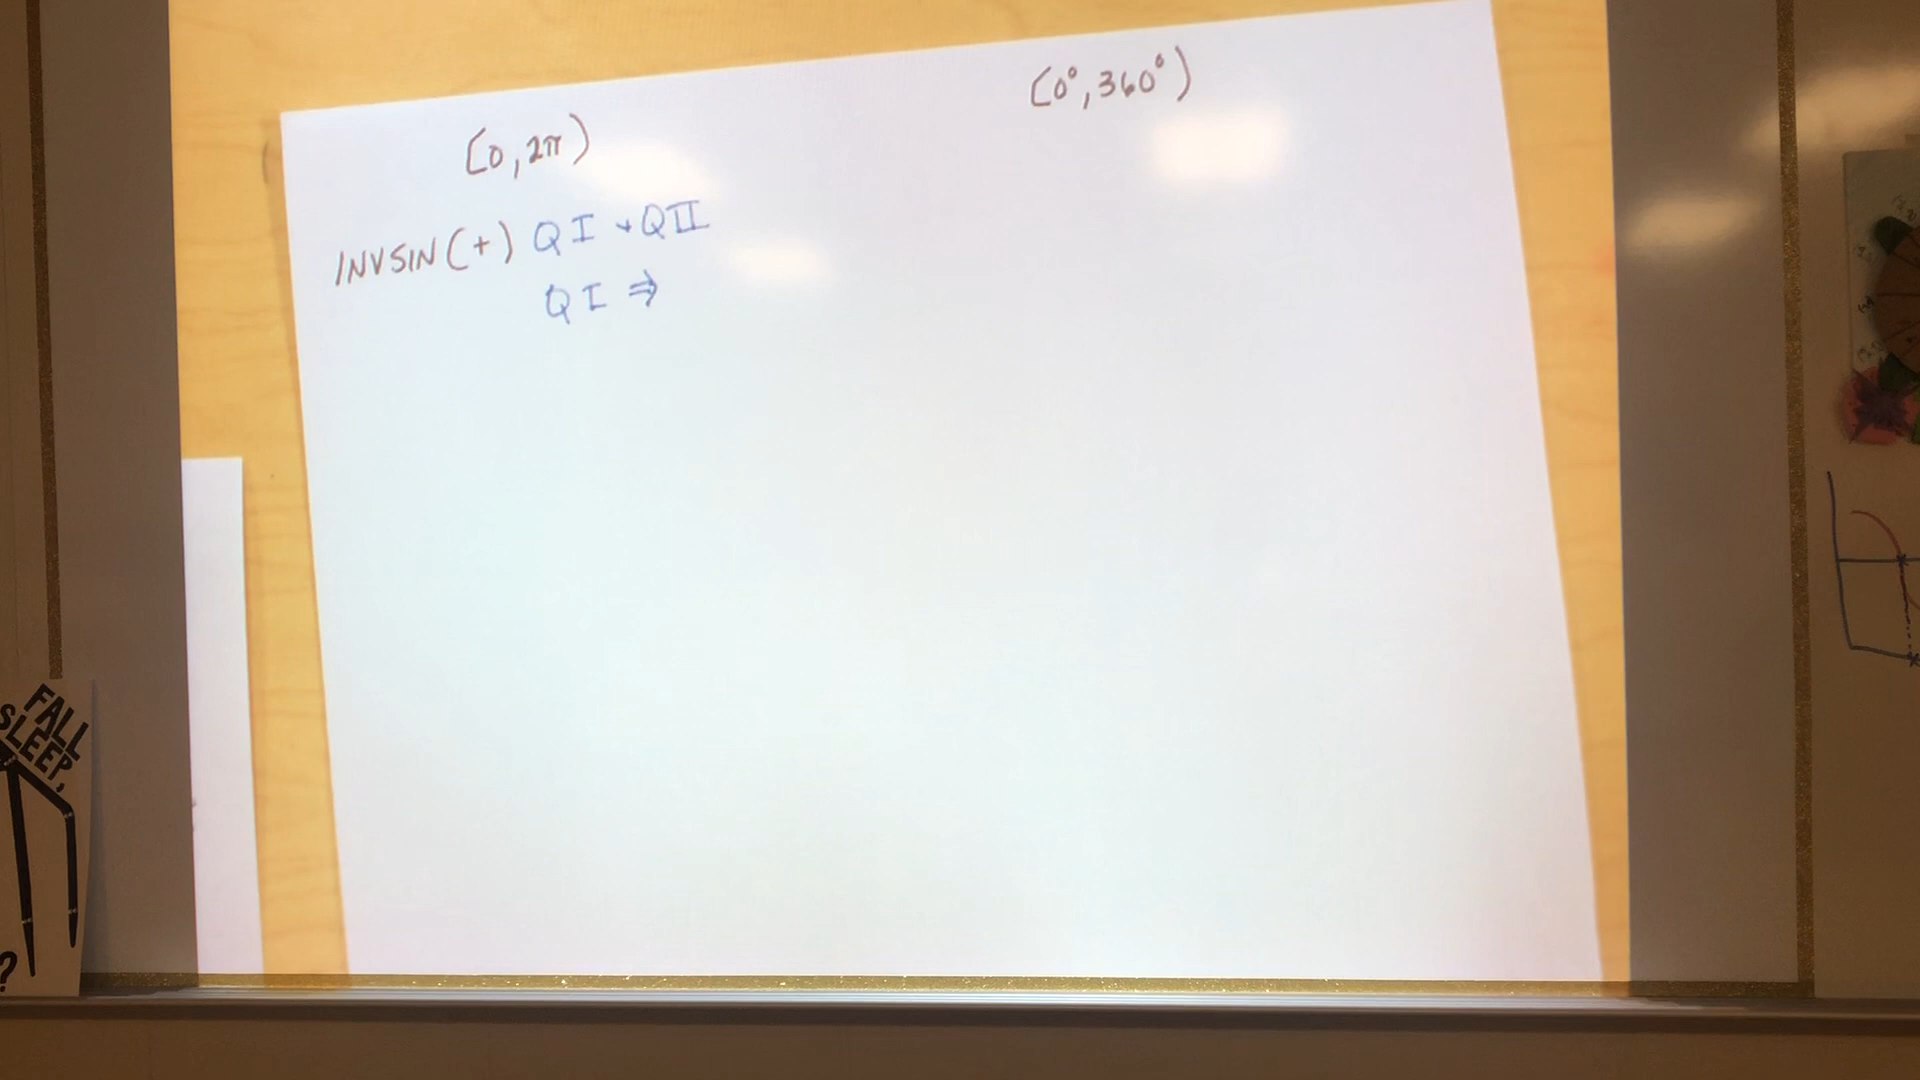 [0, 2π)
[0°, 360°)
INVSIN (+) QI + QII
QI ⇒
FALL
SLEEP,
?